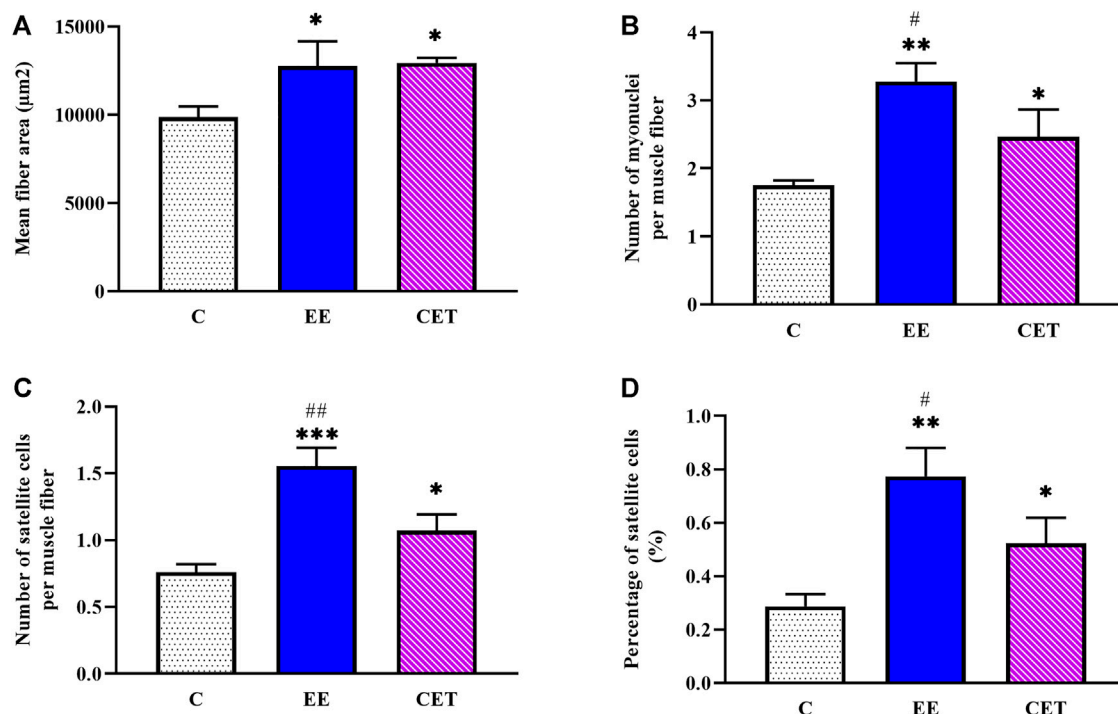 A
Mean fiber area (µm2)
15000
10000
5000
0
*
*
C
EE
CET
B
Number of myonuclei
per muscle fiber
4
3
2
1
0
#
**
*
C
EE
CET
C
Number of satellite cells
per muscle fiber
2.0
1.5
1.0
0.5
0.0
##
***
*
C
EE
CET
D
Percentage of satellite cells
(%)
1.0
0.8
0.6
0.4
0.2
0.0
#
**
*
C
EE
CET